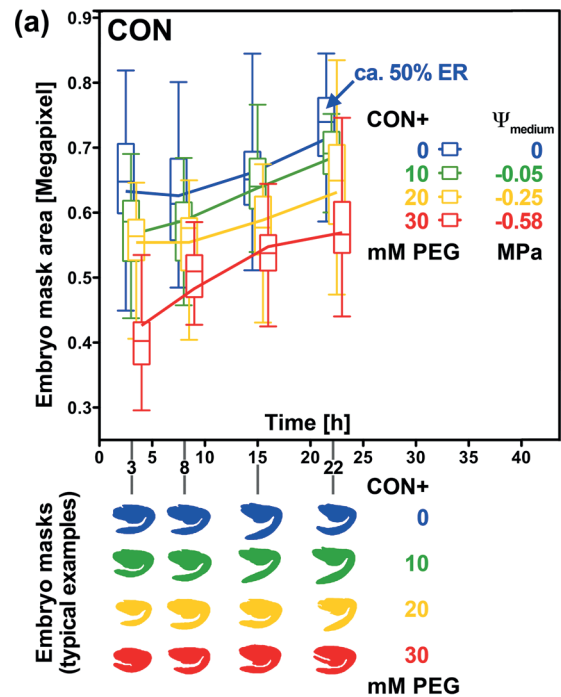 (a)
CON
0.9
0.8
0.7
0.6
0.5
0.4
0.3
Embryo mask area [Megapixel]
ca. 50% ER
CON+ Ψmedium
0 0
10 -0.05
20 -0.25
30 -0.58
mM PEG MPa
Time [h]
0 5 10 15 20 25 30 35 40
3 8 22
CON+
Embryo masks
(typical examples)
0
10
20
30
mM PEG